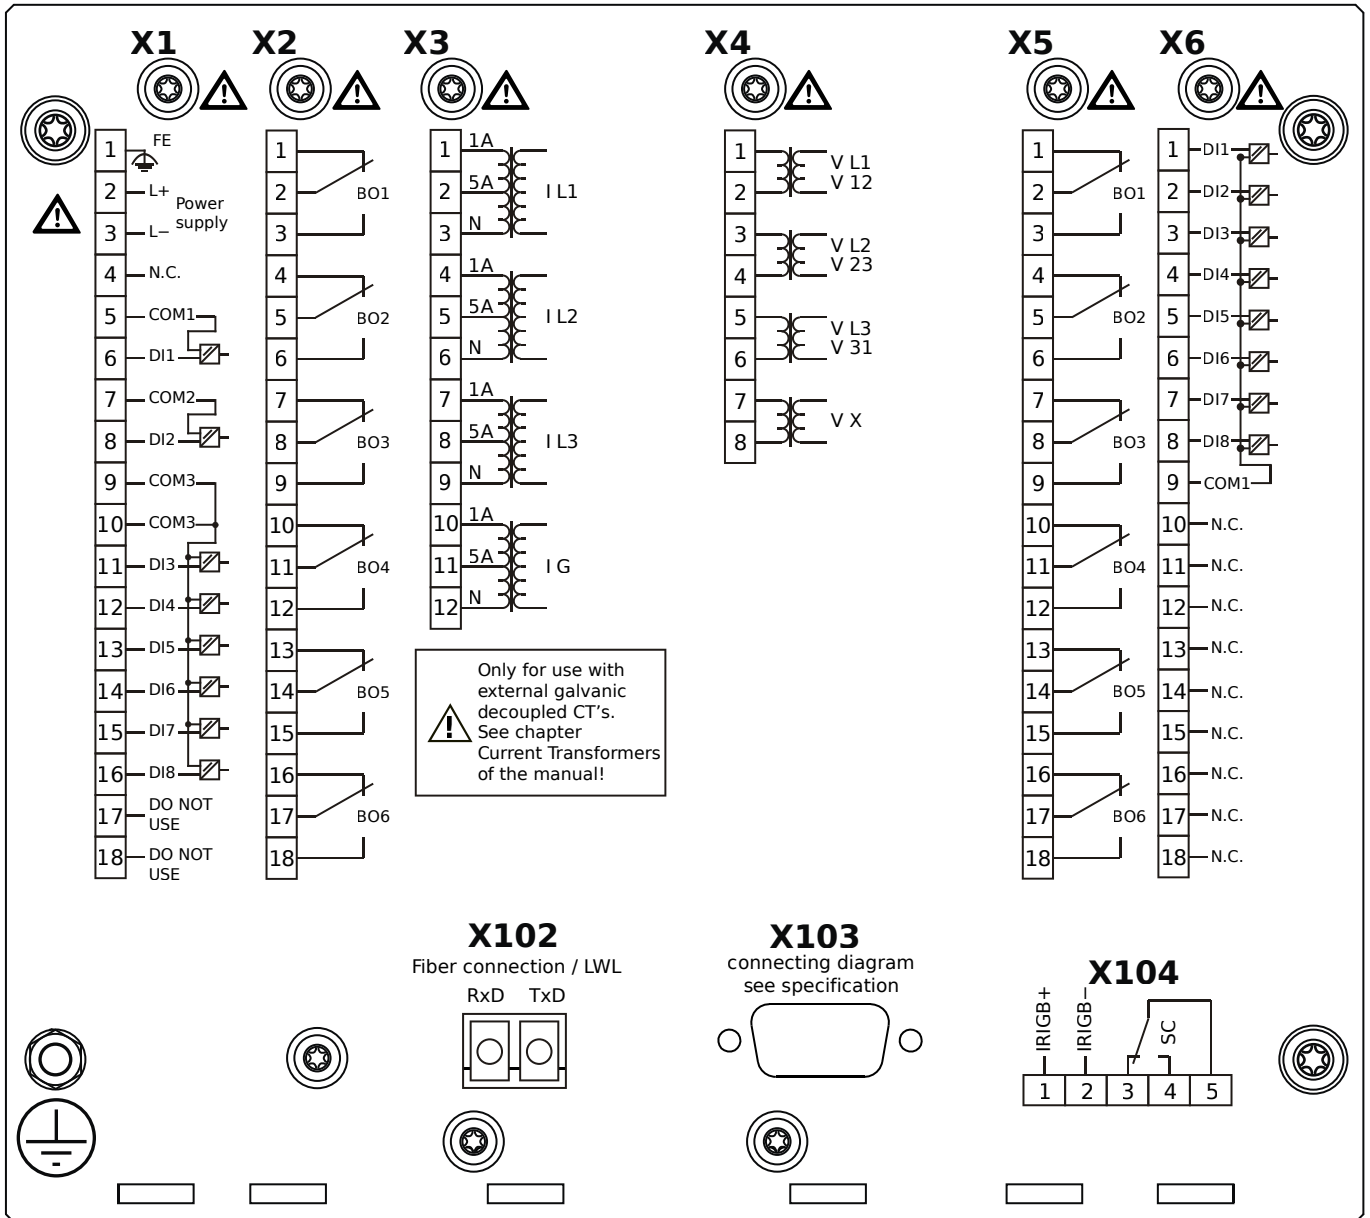 X1
X2
X3
X4
X5
X6
1 FE
2 L+
Power
supply
3 L−
4 N.C.
5 COM1
6 DI1
7 COM2
8 DI2
9 COM3
10 COM3
11 DI3
12 DI4
13 DI5
14 DI6
15 DI7
16 DI8
17 DO NOT
USE
18 DO NOT
USE
1
2 BO1
3
4
5 BO2
6
7
8 BO3
9
10
11 BO4
12
13
14 BO5
15
16
17 BO6
18
1 1A
2 5A I L1
3 N
4 1A
5 5A I L2
6 N
7 1A
8 5A I L3
9 N
10 1A
11 5A I G
12 N
Only for use with
external galvanic
decoupled CT's.
See chapter
Current Transformers
of the manual!
1 V L1
2 V 12
3 V L2
4 V 23
5 V L3
6 V 31
7 V X
8
1
2 BO1
3
4
5 BO2
6
7
8 BO3
9
10
11 BO4
12
13
14 BO5
15
16
17 BO6
18
1 DI1
2 DI2
3 DI3
4 DI4
5 DI5
6 DI6
7 DI7
8 DI8
9 COM1
10 N.C.
11 N.C.
12 N.C.
13 N.C.
14 N.C.
15 N.C.
16 N.C.
17 N.C.
18 N.C.
X102
Fiber connection / LWL
RxD TxD
X103
connecting diagram
see specification
X104
IRIGB+
IRIGB−
SC
1 2 3 4 5